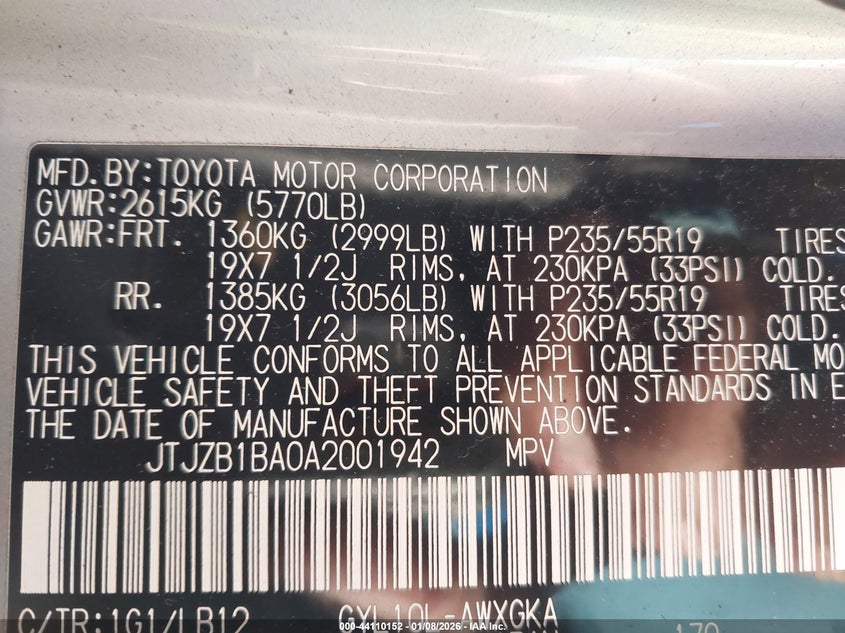 MFD.BY:TOYOTA MOTOR CORPORATION
GVWR:2615KG (5770LB)
GAWR:FRT. 1360KG (2999LB) WITH P235/55R19 TIRES
19X7 1/2J RIMS, AT 230KPA (33PSI) COLD.
RR. 1385KG (3056LB) WITH P235/55R19 TIRES
19X7 1/2J RIMS, AT 230KPA (33PSI) COLD.
THIS VEHICLE CONFORMS TO ALL APPLICABLE FEDERAL MO
VEHICLE SAFETY AND THEFT PREVENTION STANDARDS IN E
THE DATE OF MANUFACTURE SHOWN ABOVE.
JTJZB1BA0A2001942 MPV
C/TR:1G1/LB12 GYL10L-AWXGKA
000-44110152 — 01/08/2026 — IAA Inc.